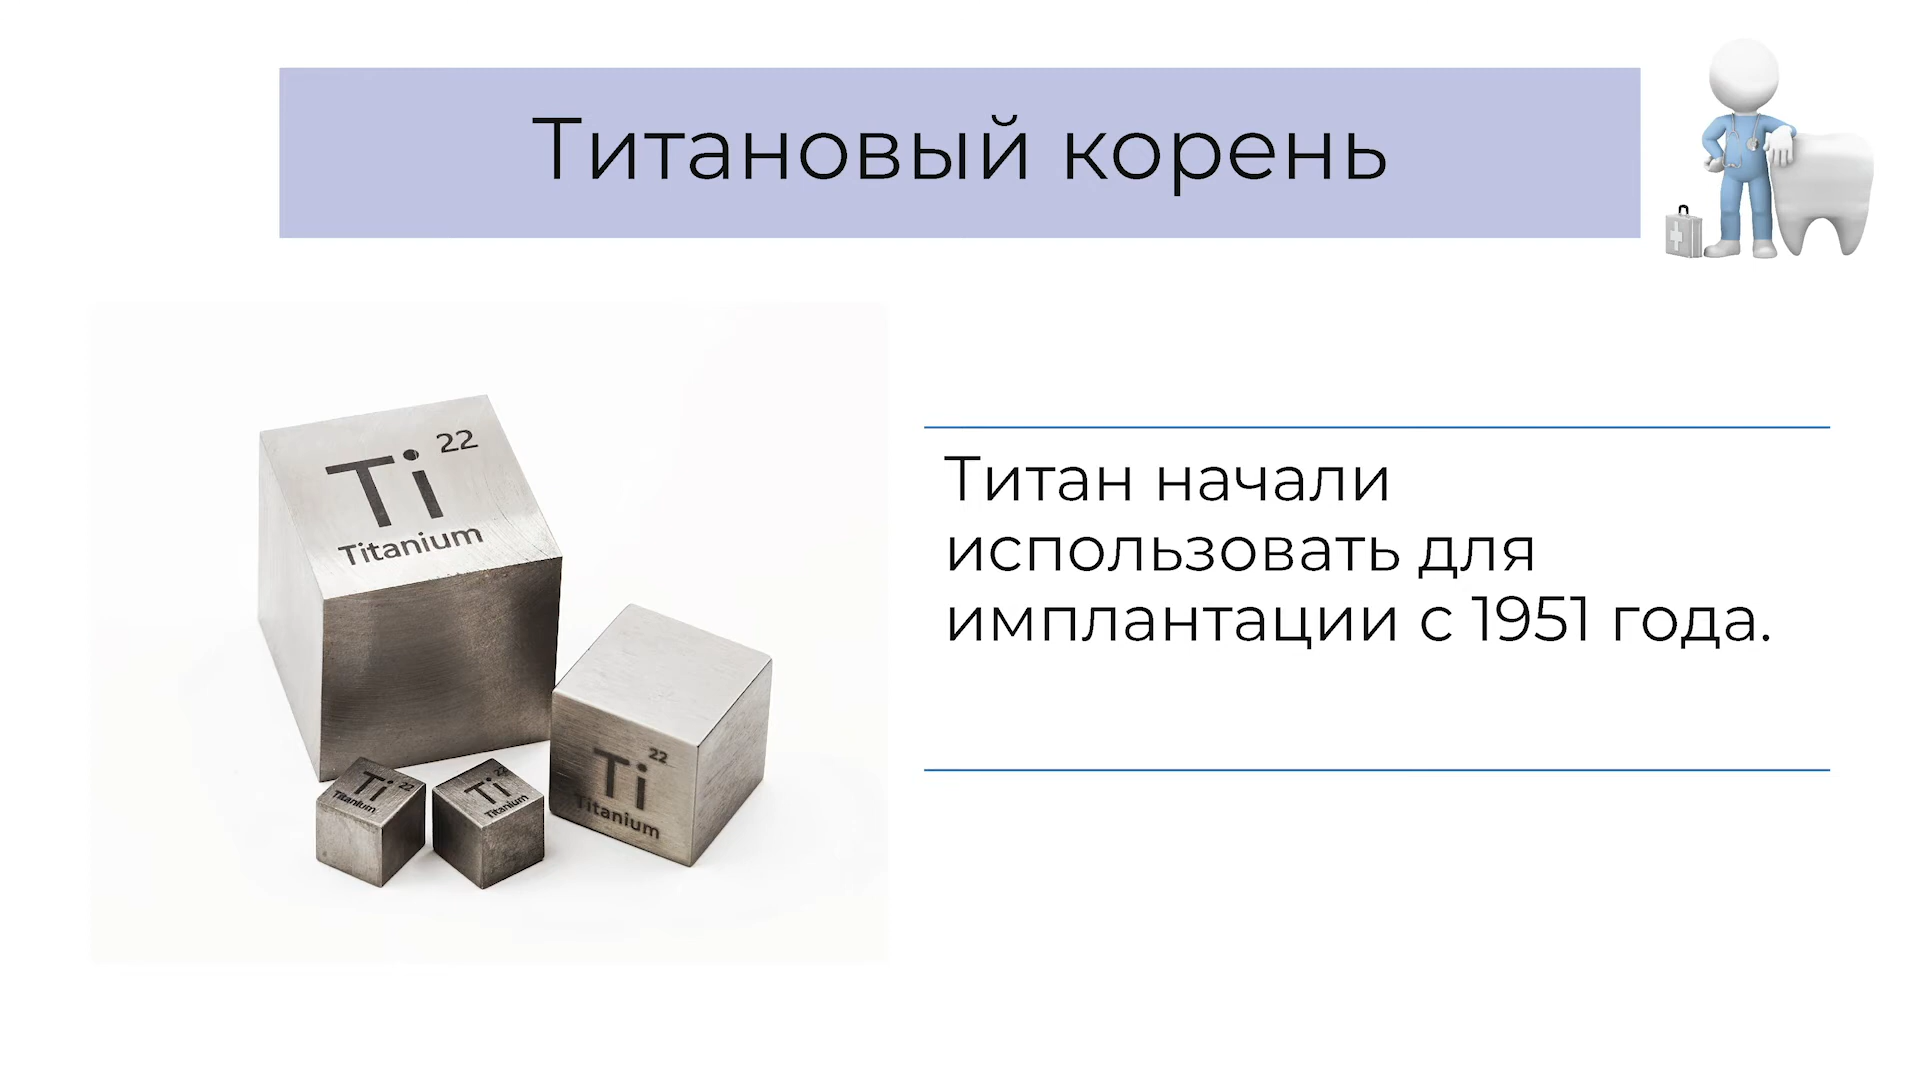 Титановый корень
Ti 22
Titanium
Титан начали
использовать для
имплантации с 1951 года.
Ti 22
Titanium
Ti 22
Titanium
Ti 22
Titanium